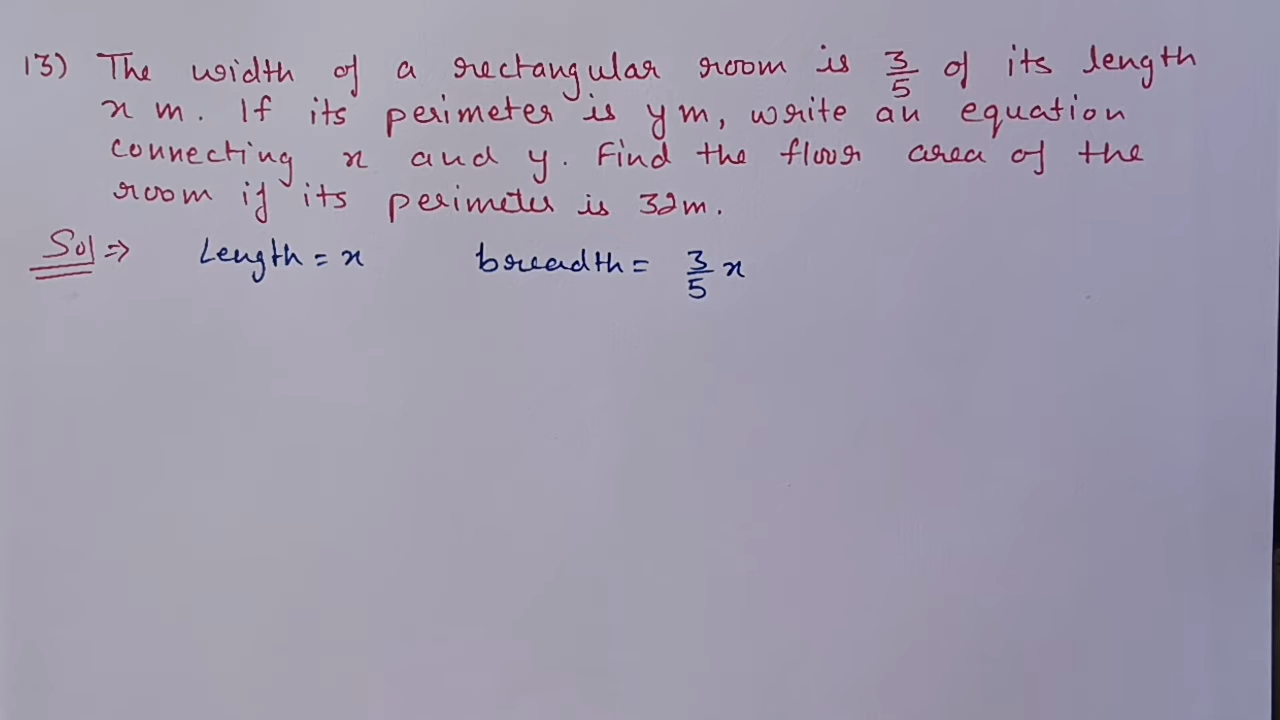 13) The width of a rectangular room is 3/5 of its length
x m. If its perimeter is y m, write an equation
connecting x and y. Find the floor area of the
room if its perimeter is 32m.
Sol ⇒ Length = x breadth = 3/5 x